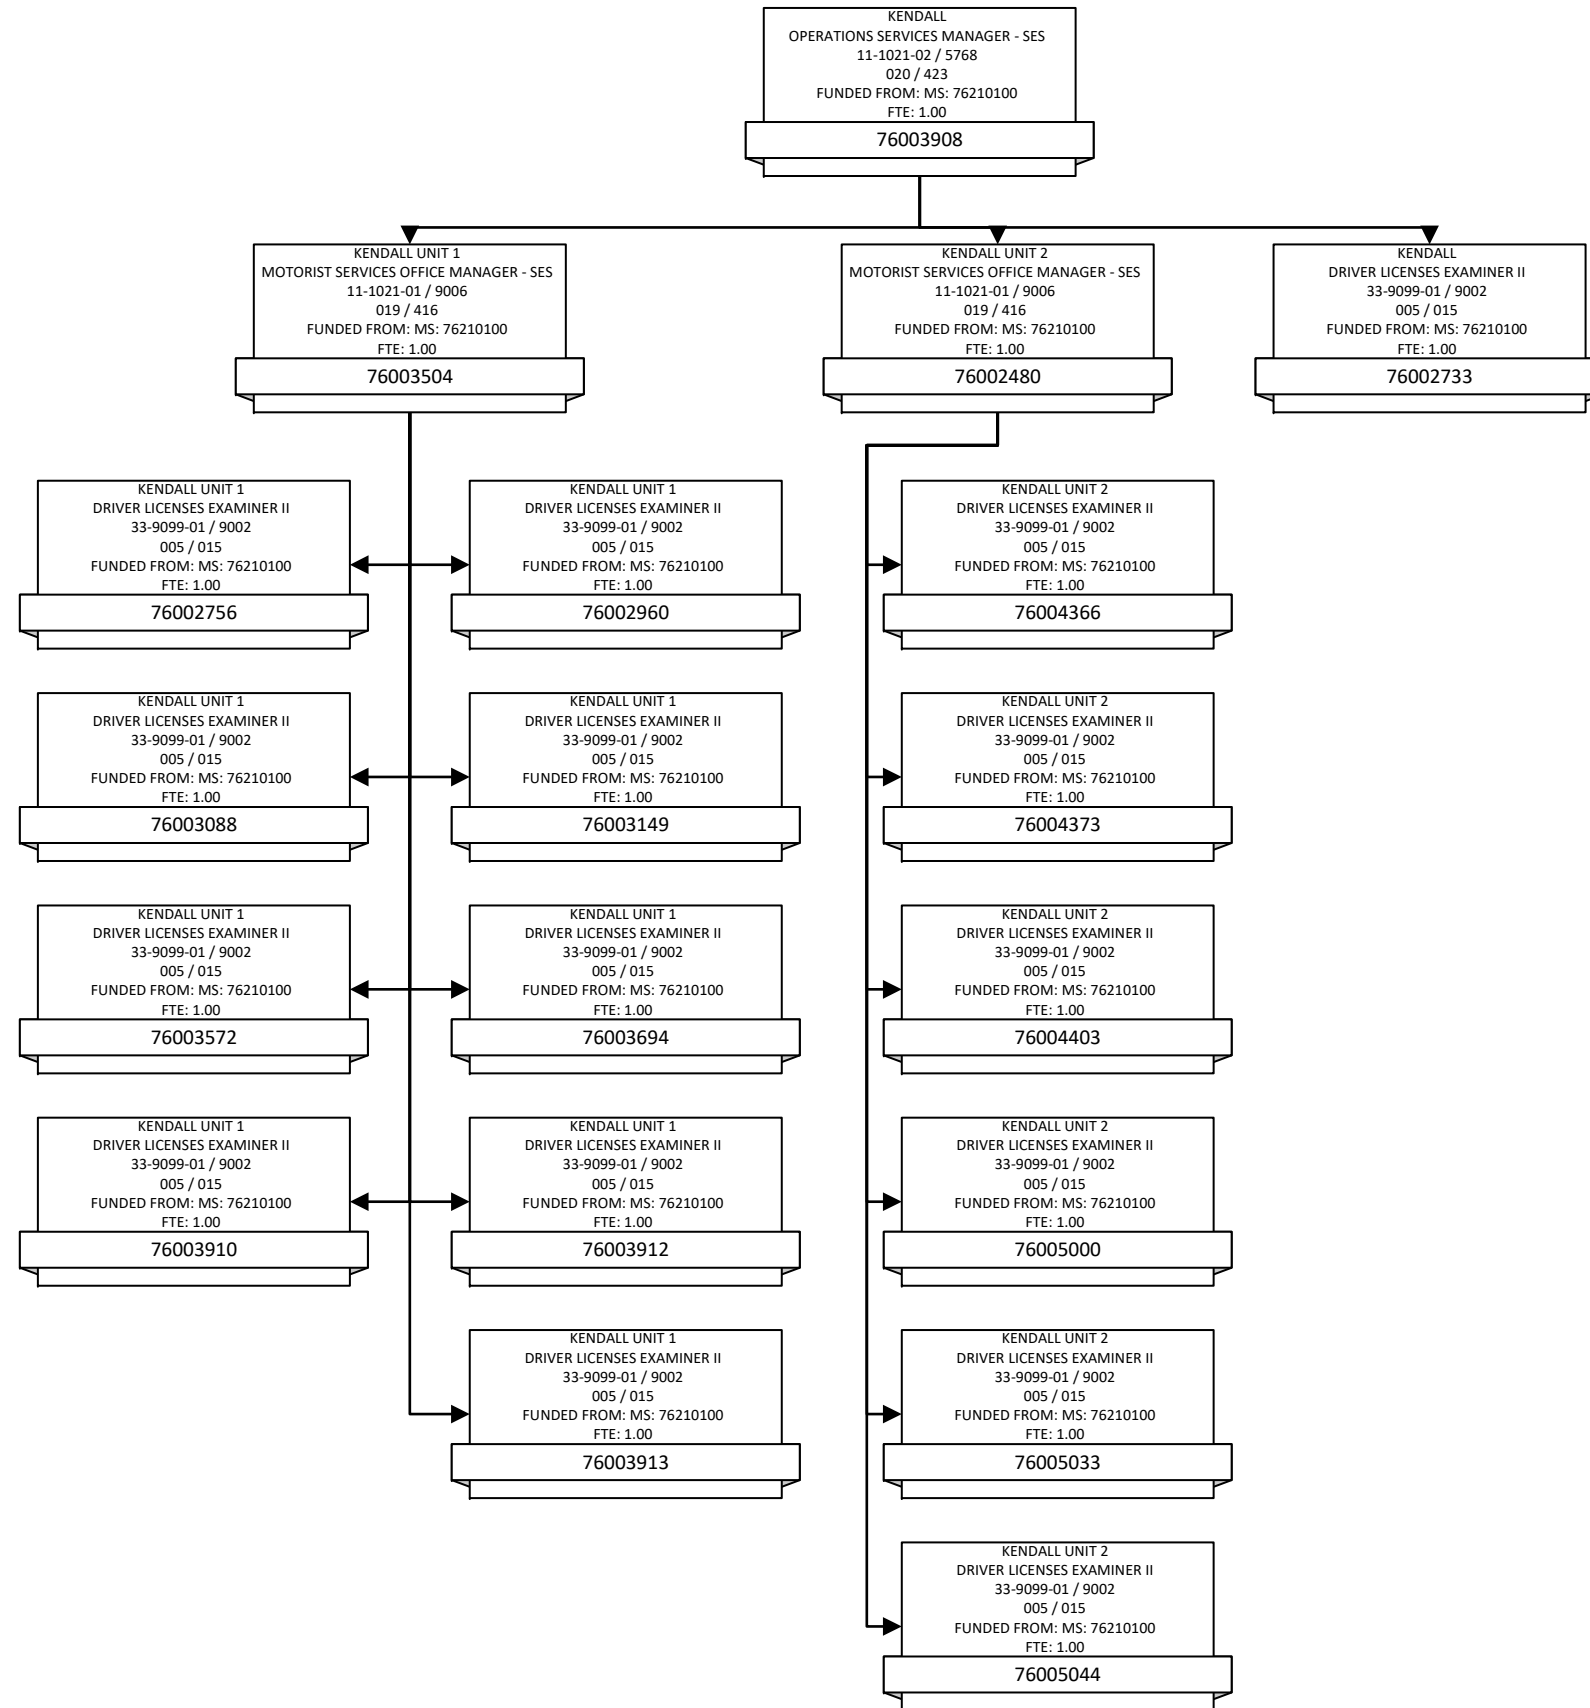 KENDALL
OPERATIONS SERVICES MANAGER - SES
11-1021-02 / 5768
020 / 423
FUNDED FROM: MS: 76210100
FTE: 1.00
76003908
KENDALL UNIT 1
MOTORIST SERVICES OFFICE MANAGER - SES
11-1021-01 / 9006
019 / 416
FUNDED FROM: MS: 76210100
FTE: 1.00
76003504
KENDALL UNIT 2
MOTORIST SERVICES OFFICE MANAGER - SES
11-1021-01 / 9006
019 / 416
FUNDED FROM: MS: 76210100
FTE: 1.00
76002480
KENDALL
DRIVER LICENSES EXAMINER II
33-9099-01 / 9002
005 / 015
FUNDED FROM: MS: 76210100
FTE: 1.00
76002733
KENDALL UNIT 1
DRIVER LICENSES EXAMINER II
33-9099-01 / 9002
005 / 015
FUNDED FROM: MS: 76210100
FTE: 1.00
76002756
KENDALL UNIT 1
DRIVER LICENSES EXAMINER II
33-9099-01 / 9002
005 / 015
FUNDED FROM: MS: 76210100
FTE: 1.00
76002960
KENDALL UNIT 2
DRIVER LICENSES EXAMINER II
33-9099-01 / 9002
005 / 015
FUNDED FROM: MS: 76210100
FTE: 1.00
76004366
KENDALL UNIT 1
DRIVER LICENSES EXAMINER II
33-9099-01 / 9002
005 / 015
FUNDED FROM: MS: 76210100
FTE: 1.00
76003088
KENDALL UNIT 1
DRIVER LICENSES EXAMINER II
33-9099-01 / 9002
005 / 015
FUNDED FROM: MS: 76210100
FTE: 1.00
76003149
KENDALL UNIT 2
DRIVER LICENSES EXAMINER II
33-9099-01 / 9002
005 / 015
FUNDED FROM: MS: 76210100
FTE: 1.00
76004373
KENDALL UNIT 1
DRIVER LICENSES EXAMINER II
33-9099-01 / 9002
005 / 015
FUNDED FROM: MS: 76210100
FTE: 1.00
76003572
KENDALL UNIT 1
DRIVER LICENSES EXAMINER II
33-9099-01 / 9002
005 / 015
FUNDED FROM: MS: 76210100
FTE: 1.00
76003694
KENDALL UNIT 2
DRIVER LICENSES EXAMINER II
33-9099-01 / 9002
005 / 015
FUNDED FROM: MS: 76210100
FTE: 1.00
76004403
KENDALL UNIT 1
DRIVER LICENSES EXAMINER II
33-9099-01 / 9002
005 / 015
FUNDED FROM: MS: 76210100
FTE: 1.00
76003910
KENDALL UNIT 1
DRIVER LICENSES EXAMINER II
33-9099-01 / 9002
005 / 015
FUNDED FROM: MS: 76210100
FTE: 1.00
76003912
KENDALL UNIT 2
DRIVER LICENSES EXAMINER II
33-9099-01 / 9002
005 / 015
FUNDED FROM: MS: 76210100
FTE: 1.00
76005000
KENDALL UNIT 1
DRIVER LICENSES EXAMINER II
33-9099-01 / 9002
005 / 015
FUNDED FROM: MS: 76210100
FTE: 1.00
76003913
KENDALL UNIT 2
DRIVER LICENSES EXAMINER II
33-9099-01 / 9002
005 / 015
FUNDED FROM: MS: 76210100
FTE: 1.00
76005033
KENDALL UNIT 2
DRIVER LICENSES EXAMINER II
33-9099-01 / 9002
005 / 015
FUNDED FROM: MS: 76210100
FTE: 1.00
76005044